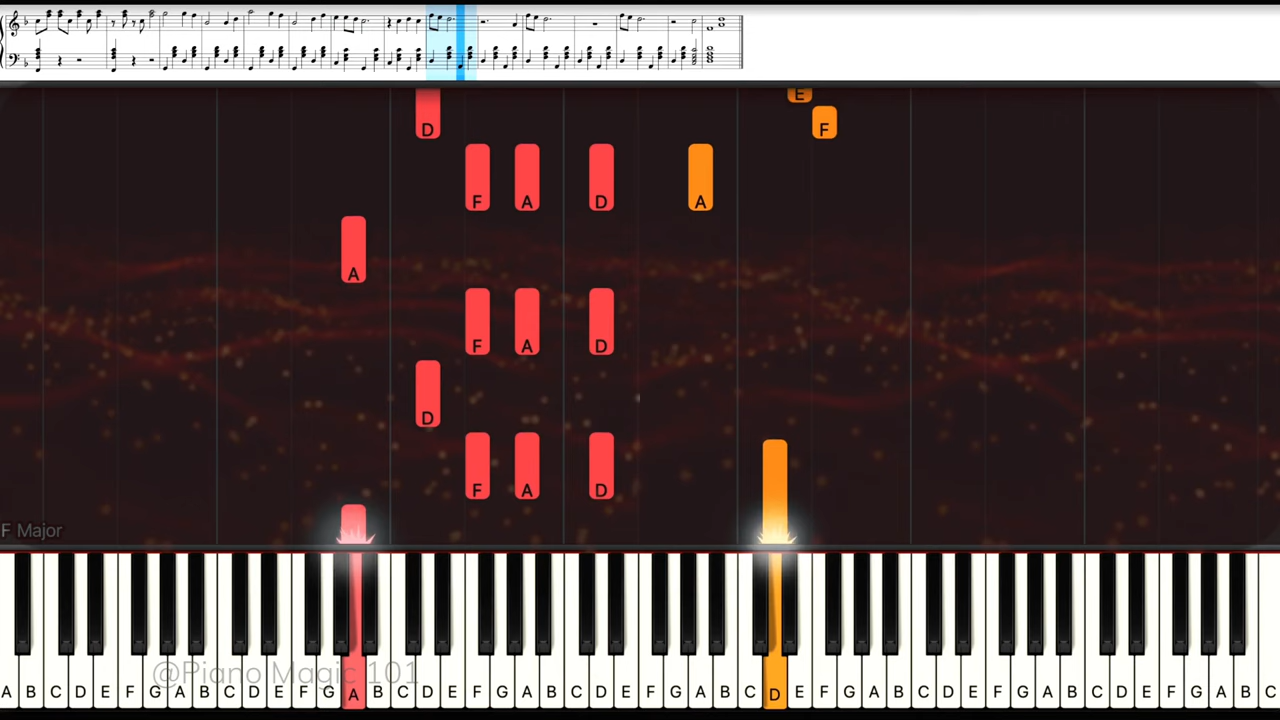 E
D F
F A D A
A
F A D
D
F A D
F Major
@Piano Magic 101
A B C D E F G A B C D E F G A B C D E F G A B C D E F G A B C D E F G A B C D E F G A B C D E F G A B C